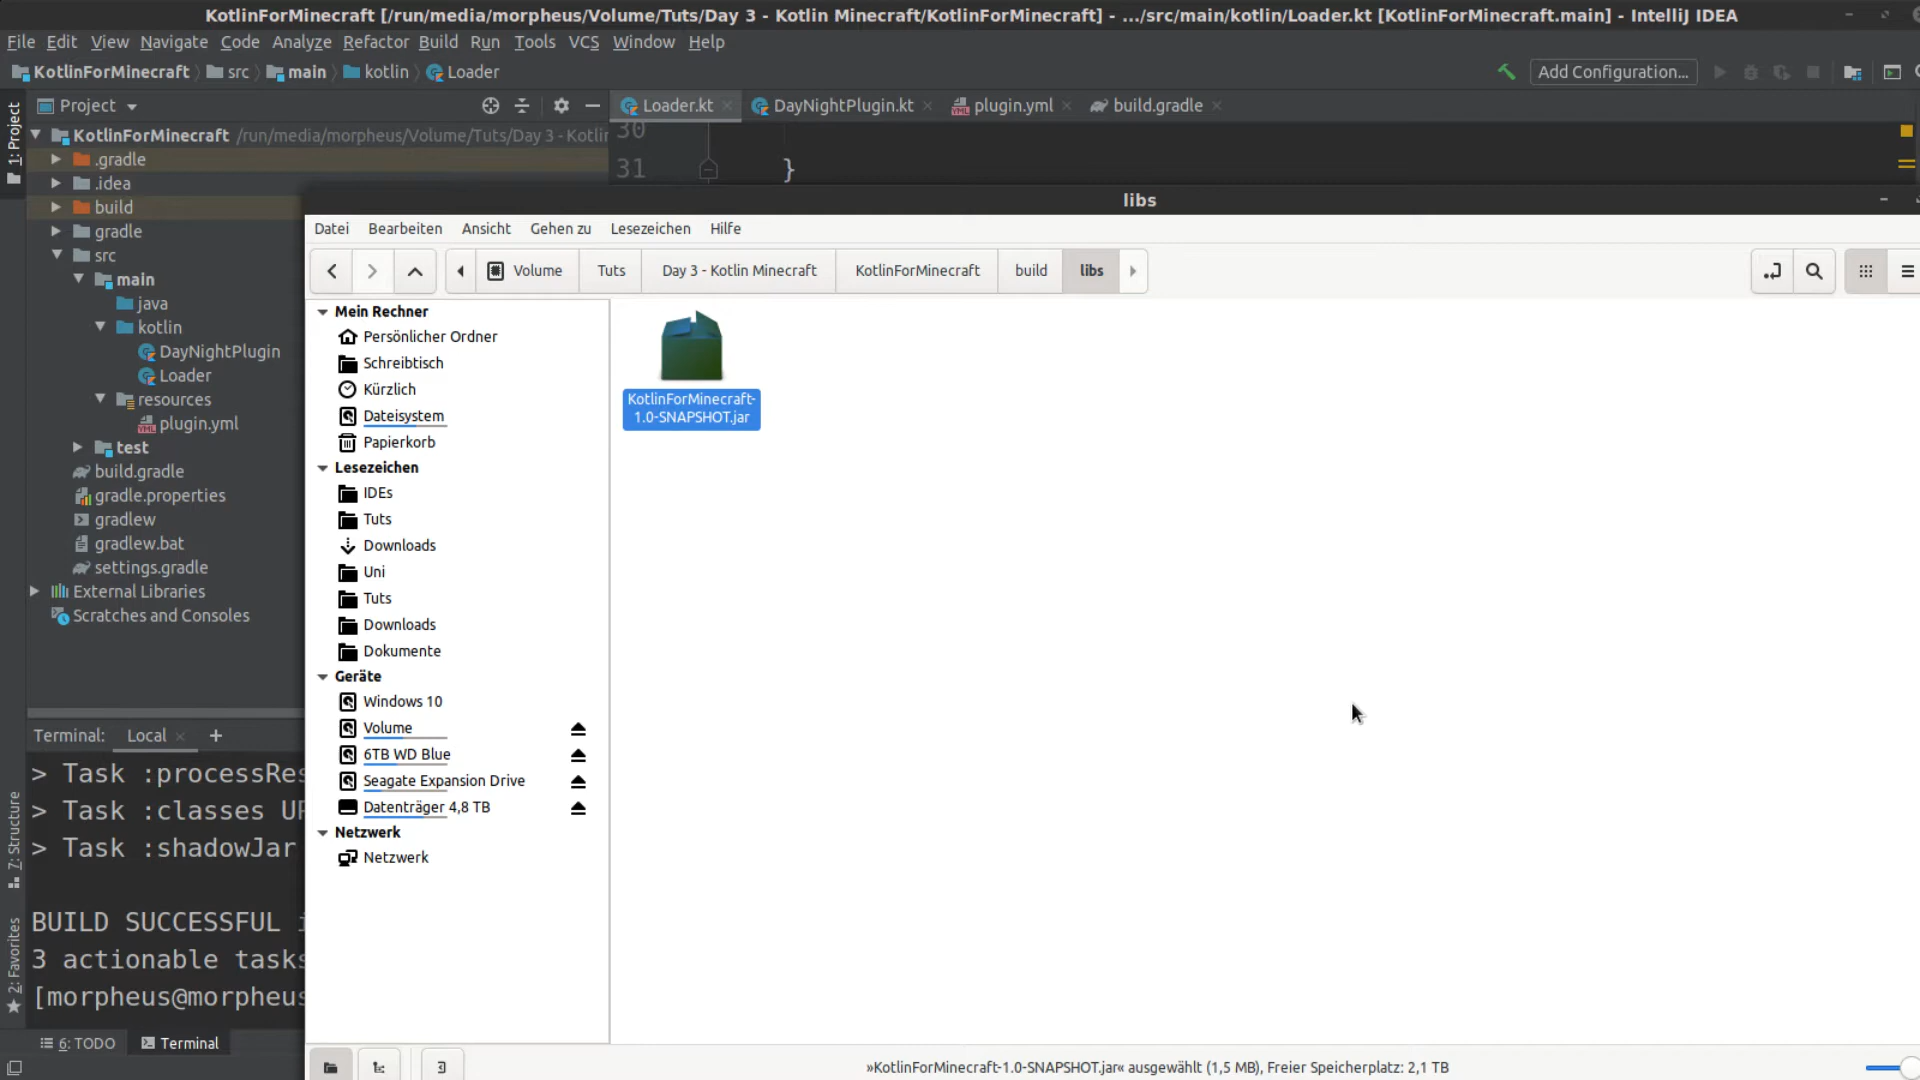 KotlinForMinecraft [/run/media/morpheus/Volume/Tuts/Day 3 - Kotlin Minecraft/KotlinForMinecraft] - .../src/main/kotlin/Loader.kt [KotlinForMinecraft.main] - IntelliJ IDEA
File Edit View Navigate Code Analyze Refactor Build Run Tools VCS Window Help
KotlinForMinecraft src main kotlin Loader Add Configuration...
1: Project
Project
Loader.kt DayNightPlugin.kt plugin.yml build.gradle
KotlinForMinecraft /run/media/morpheus/Volume/Tuts/Day 3 - Kotlin
.gradle
.idea
build
gradle
src
main
java
kotlin
DayNightPlugin
Loader
resources
plugin.yml
test
build.gradle
gradle.properties
gradlew
gradlew.bat
settings.gradle
External Libraries
Scratches and Consoles
30
31 }
libs
Datei Bearbeiten Ansicht Gehen zu Lesezeichen Hilfe
Volume Tuts Day 3 - Kotlin Minecraft KotlinForMinecraft build libs
Mein Rechner
Persönlicher Ordner
Schreibtisch
Kürzlich
Dateisystem
Papierkorb
Lesezeichen
IDEs
Tuts
Downloads
Uni
Tuts
Downloads
Dokumente
Geräte
Windows 10
Volume
6TB WD Blue
Seagate Expansion Drive
Datenträger 4,8 TB
Netzwerk
Netzwerk
KotlinForMinecraft-
1.0-SNAPSHOT.jar
Terminal: Local +
> Task :processRes
> Task :classes UP
> Task :shadowJar
BUILD SUCCESSFUL i
3 actionable tasks
[morpheus@morpheus
7: Structure
2: Favorites
6: TODO Terminal
»KotlinForMinecraft-1.0-SNAPSHOT.jar« ausgewählt (1,5 MB), Freier Speicherplatz: 2,1 TB